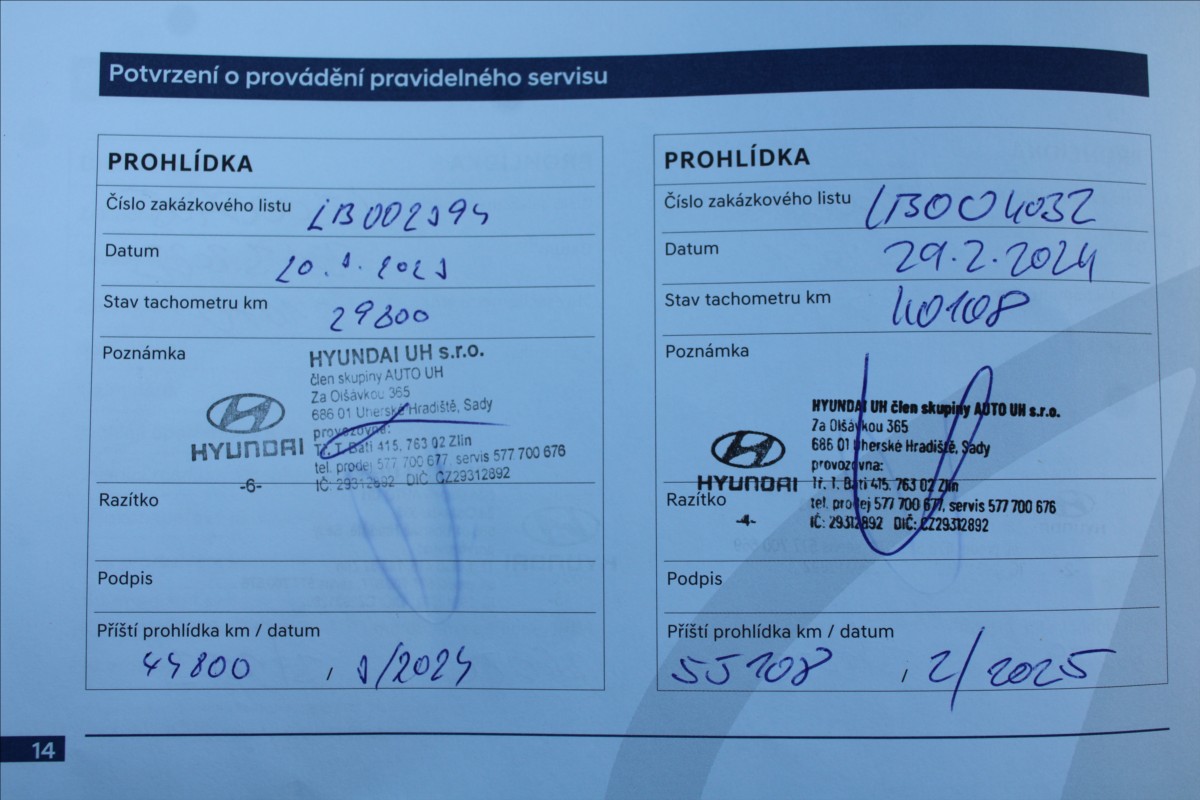 Potvrzení o provádění pravidelného servisu
PROHLÍDKA
Číslo zakázkového listu LB002994
Datum 20. 9. 2023
Stav tachometru km 29800
Poznámka
HYUNDAI UH s.r.o.
člen skupiny AUTO UH
Za Olšávkou 365
686 01 Uherské Hradiště, Sady
provozovna:
Tř. T. Bati 415, 763 02 Zlín
tel. prodej 577 700 677, servis 577 700 676
IČ: 29312892 DIČ: CZ29312892
HYUNDAI
-6-
Razítko
Podpis
Příští prohlídka km / datum
44800 / 9/2024
PROHLÍDKA
Číslo zakázkového listu LB004032
Datum 29.2.2024
Stav tachometru km 40108
Poznámka
HYUNDAI UH člen skupiny AUTO UH s.r.o.
Za Olšávkou 365
686 01 Uherské Hradiště, Sady
provozovna:
Tř. T. Bati 415, 763 02 Zlín
tel. prodej 577 700 677, servis 577 700 676
IČ: 29312892 DIČ: CZ29312892
HYUNDAI
-4-
Razítko
Podpis
Příští prohlídka km / datum
55108 / 2/2025
14